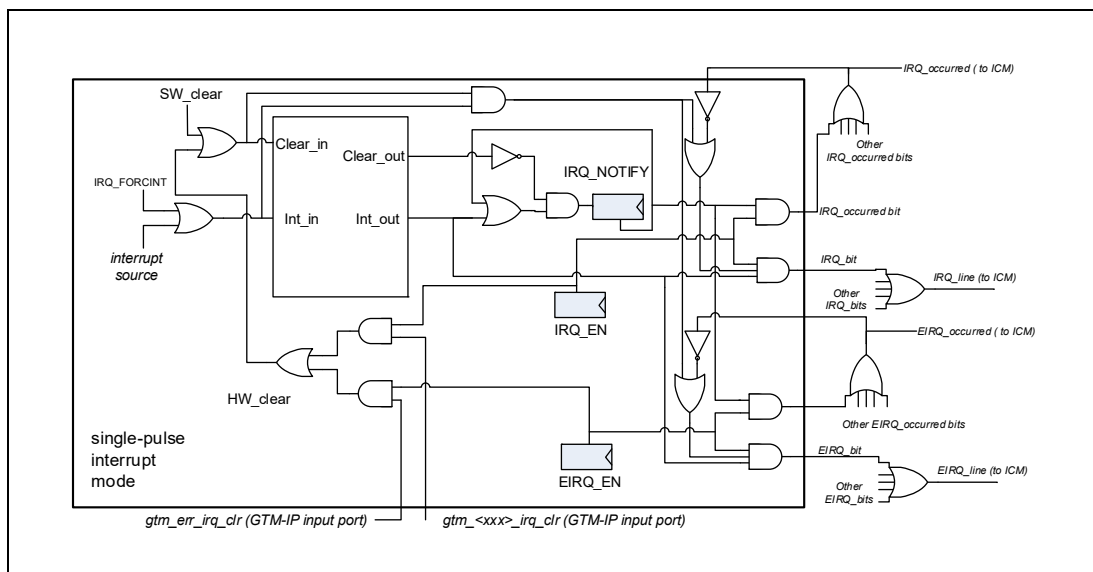 IRQ_occurred ( to ICM)
SW_clear
Clear_in
Clear_out
IRQ_NOTIFY
Other
IRQ_occurred bits
IRQ_FORCINT
Int_in
Int_out
IRQ_occurred bit
interrupt
source
IRQ_bit
IRQ_line (to ICM)
Other
IRQ_bits
IRQ_EN
EIRQ_occurred ( to ICM)
HW_clear
Other EIRQ_occurred bits
single-pulse
interrupt
mode
EIRQ_bit
EIRQ_EN
EIRQ_line (to ICM)
Other
EIRQ_bits
gtm_err_irq_clr (GTM-IP input port)
gtm_<xxx>_irq_clr (GTM-IP input port)